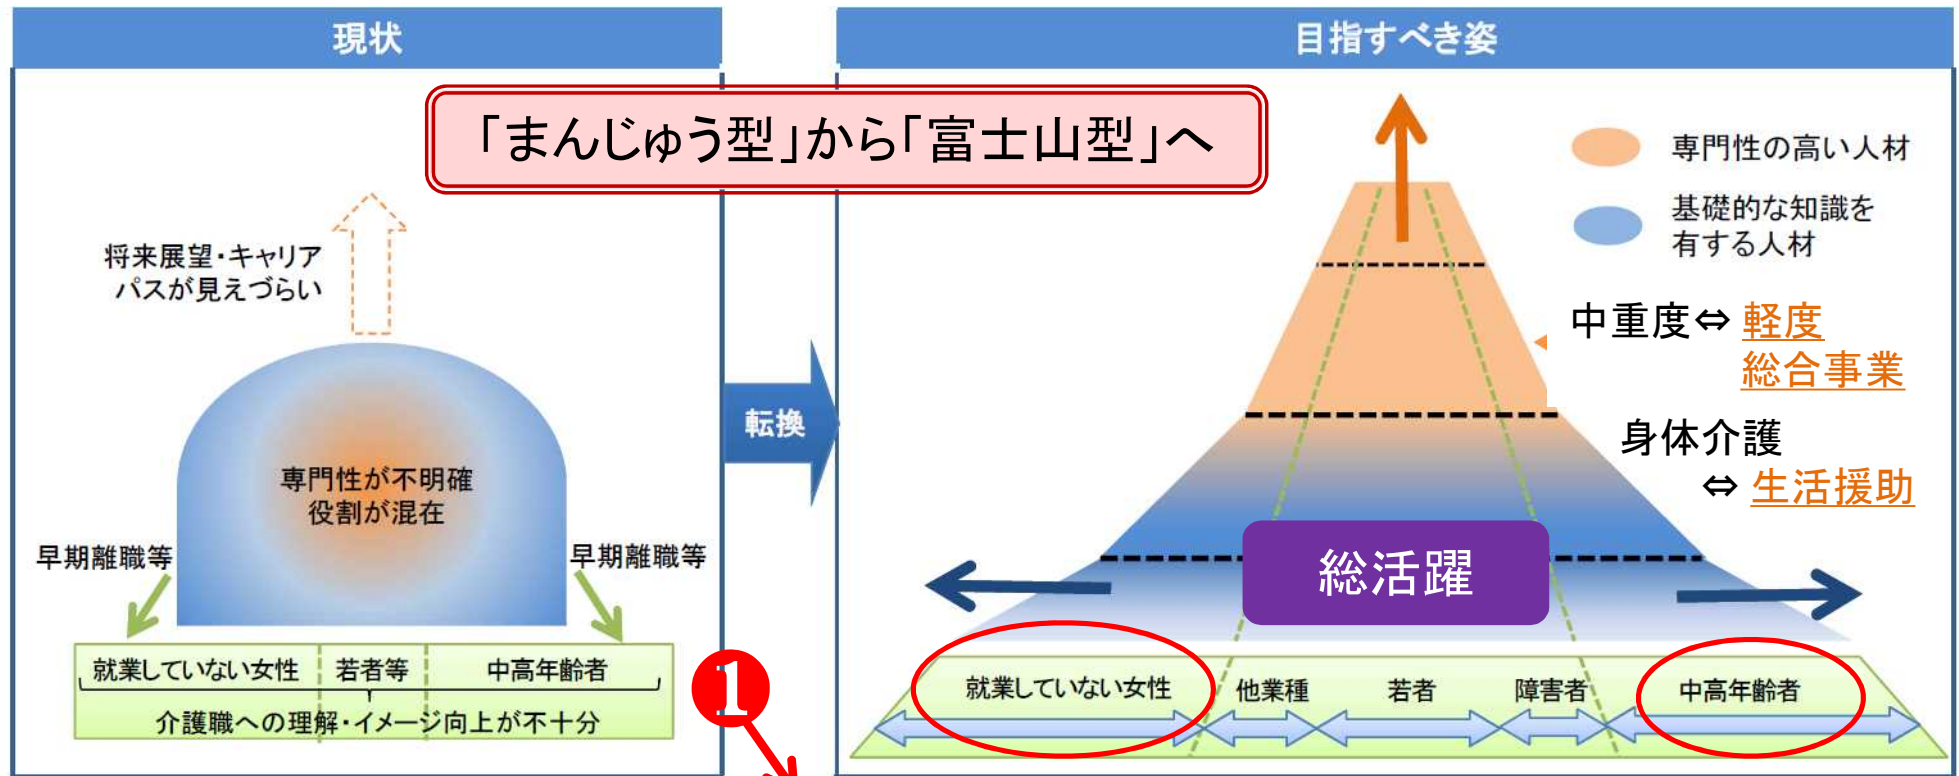 現状
目指すべき姿
「まんじゅう型」から「富士山型」へ
将来展望・キャリア
パスが見えづらい
専門性が不明確
役割が混在
早期離職等
早期離職等
就業していない女性
若者等
中高年齢者
介護職への理解・イメージ向上が不十分
転換
1
専門性の高い人材
基礎的な知識を
有する人材
中重度⇔ 軽度
総合事業
身体介護
⇔ 生活援助
総活躍
就業していない女性
他業種
若者
障害者
中高年齢者